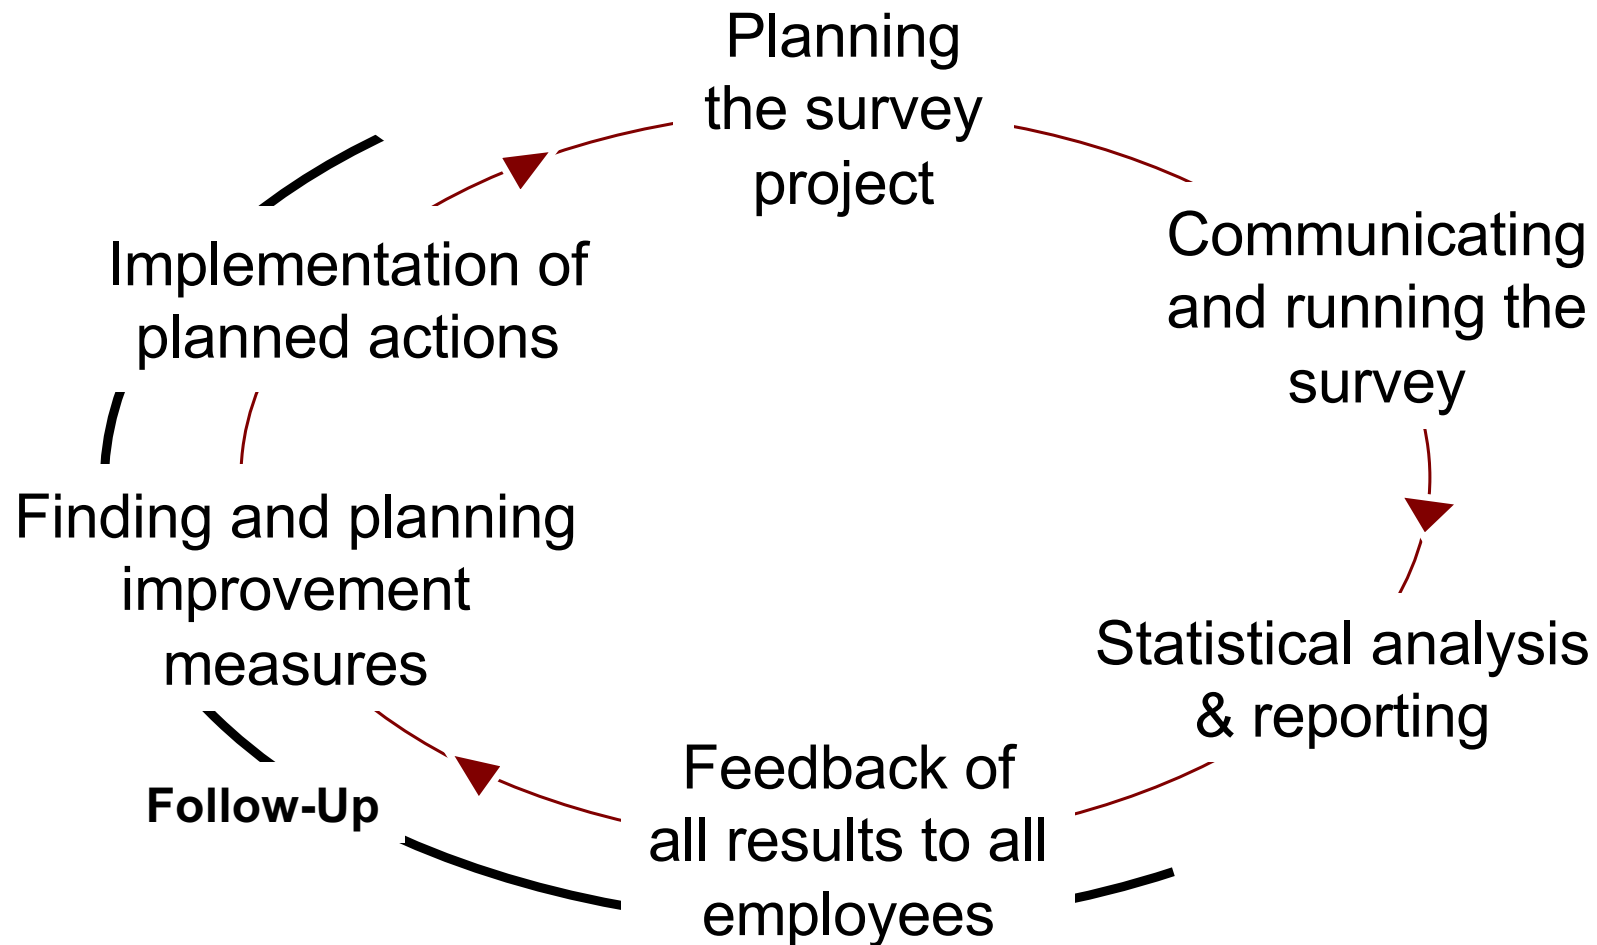 Planning
the survey
project
Communicating
and running the
survey
Statistical analysis
& reporting
Feedback of
all results to all
employees
Follow-Up
Finding and planning
improvement
measures
Implementation of
planned actions